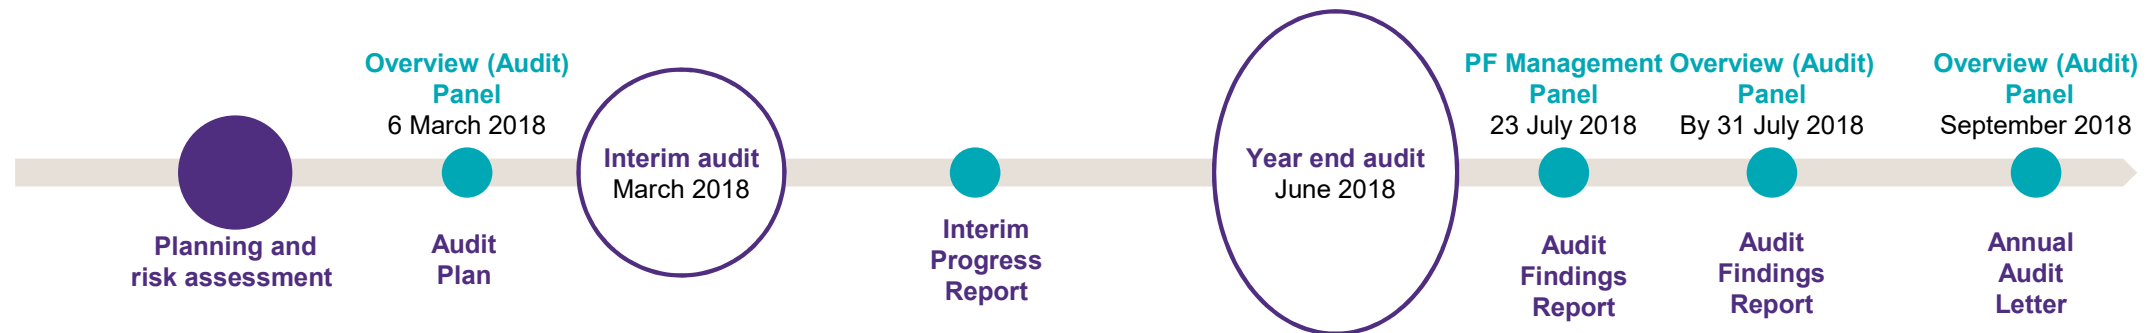 Planning and
risk assessment
Overview (Audit)
Panel
6 March 2018
Audit
Plan
Interim audit
March 2018
Interim
Progress
Report
Year end audit
June 2018
PF Management
Panel
23 July 2018
Audit
Findings
Report
Overview (Audit)
Panel
By 31 July 2018
Audit
Findings
Report
Overview (Audit)
Panel
September 2018
Annual
Audit
Letter